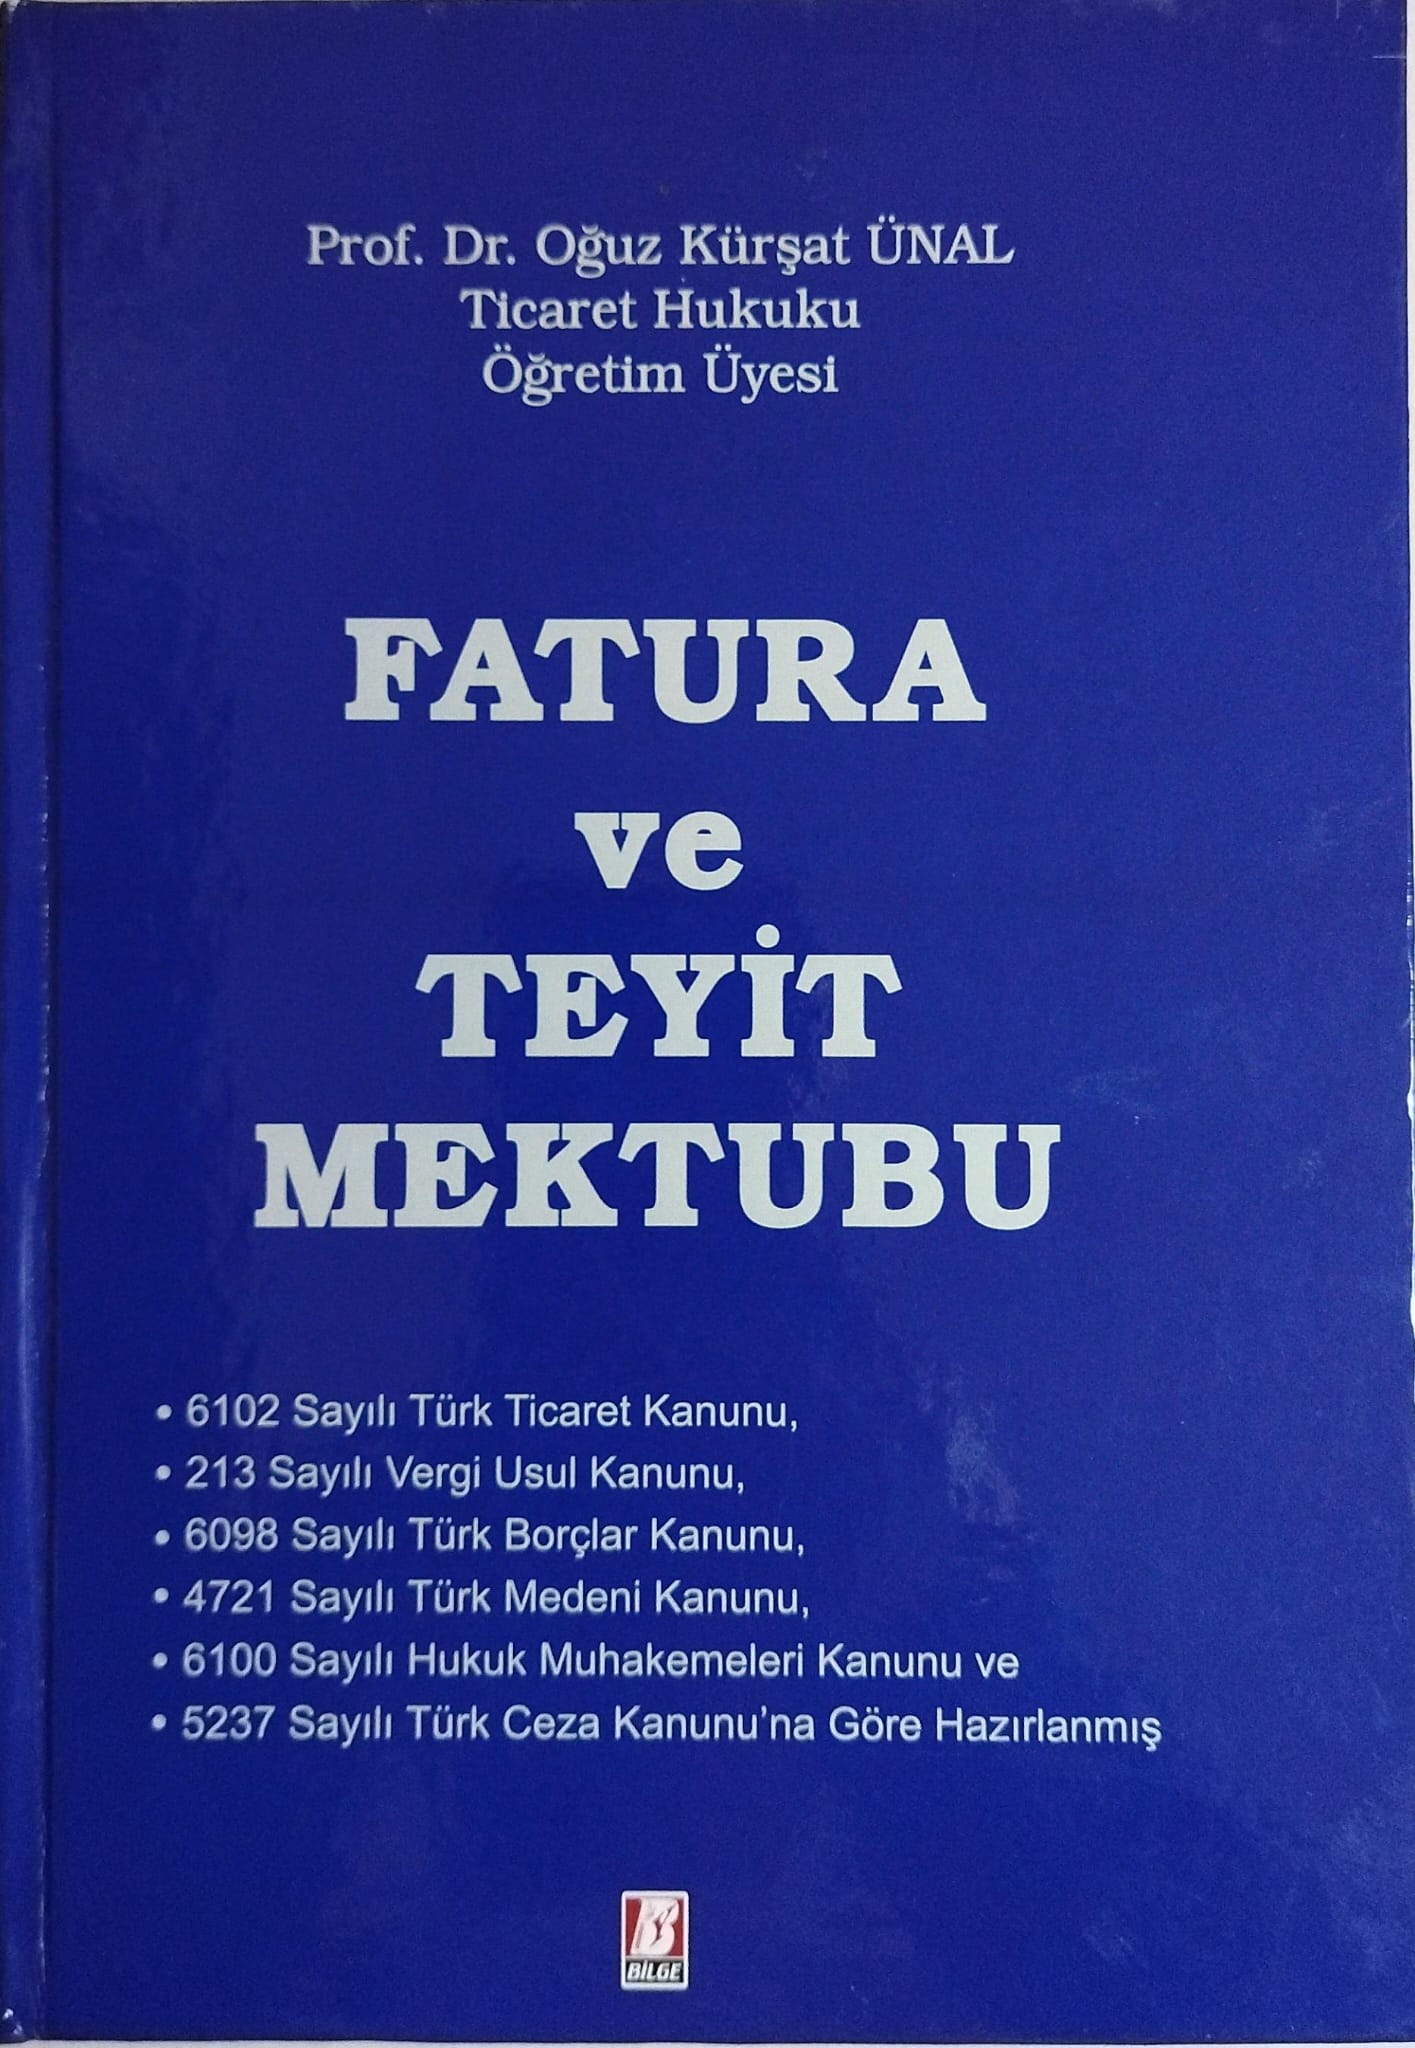 Prof. Dr. Oğuz Kürşat ÜNAL
Ticaret Hukuku
Öğretim Üyesi
FATURA
ve
TEYİT
MEKTUBU
• 6102 Sayılı Türk Ticaret Kanunu,
• 213 Sayılı Vergi Usul Kanunu,
• 6098 Sayılı Türk Borçlar Kanunu,
• 4721 Sayılı Türk Medeni Kanunu,
• 6100 Sayılı Hukuk Muhakemeleri Kanunu ve
• 5237 Sayılı Türk Ceza Kanunu'na Göre Hazırlanmış
B
BİLGE